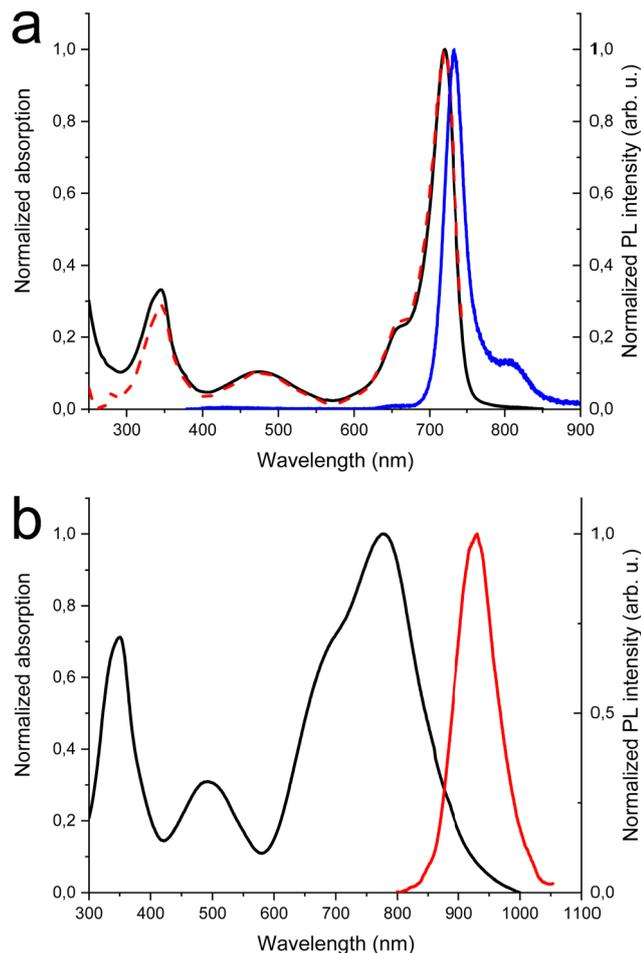 a
1,0
0,8
0,6
0,4
0,2
0,0
Normalized absorption
1,0
0,8
0,6
0,4
0,2
0,0
Normalized PL intensity (arb. u.)
300 400 500 600 700 800 900
Wavelength (nm)
b
1,0
0,8
0,6
0,4
0,2
0,0
Normalized absorption
1,0
0,5
0,0
Normalized PL intensity (arb. u.)
300 400 500 600 700 800 900 1000 1100
Wavelength (nm)